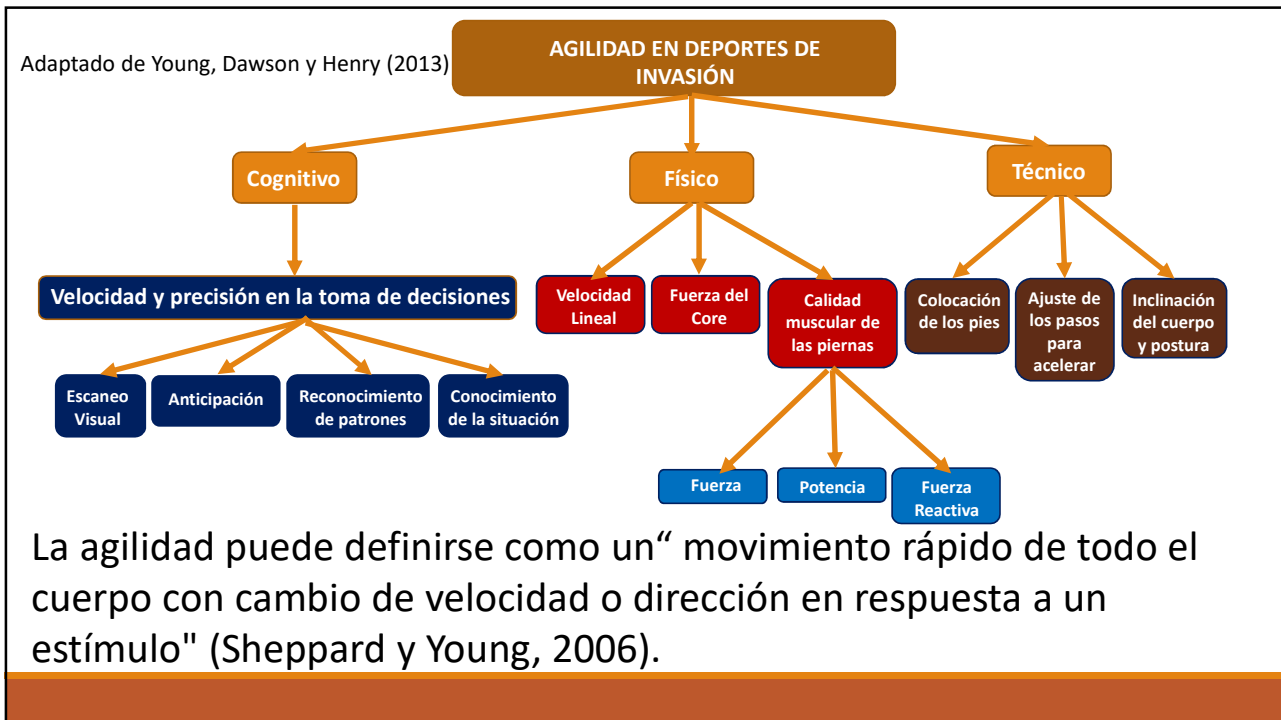 Adaptado de Young, Dawson y Henry (2013)
AGILIDAD EN DEPORTES DE
INVASIÓN
Cognitivo
Físico
Técnico
Velocidad y precisión en la toma de decisiones
Velocidad
Lineal
Fuerza del
Core
Calidad
muscular de
las piernas
Colocación
de los pies
Ajuste de
los pasos
para
acelerar
Inclinación
del cuerpo
y postura
Escaneo
Visual
Anticipación
Reconocimiento
de patrones
Conocimiento
de la situación
Fuerza
Potencia
Fuerza
Reactiva
La agilidad puede definirse como un“ movimiento rápido de todo el
cuerpo con cambio de velocidad o dirección en respuesta a un
estímulo" (Sheppard y Young, 2006).